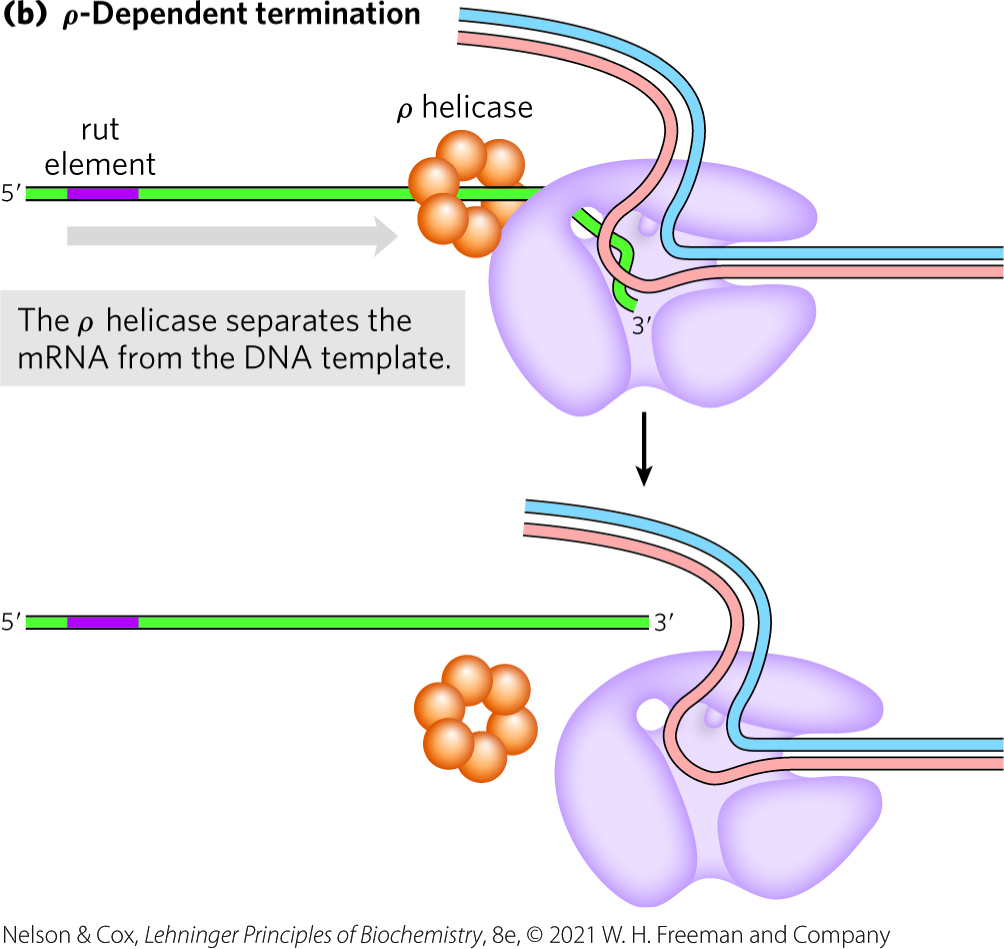 (b) ρ-Dependent termination
ρ helicase
rut
element
5′
The ρ helicase separates the
mRNA from the DNA template.
3′
5′
3′
Nelson & Cox, Lehninger Principles of Biochemistry, 8e, © 2021 W. H. Freeman and Company